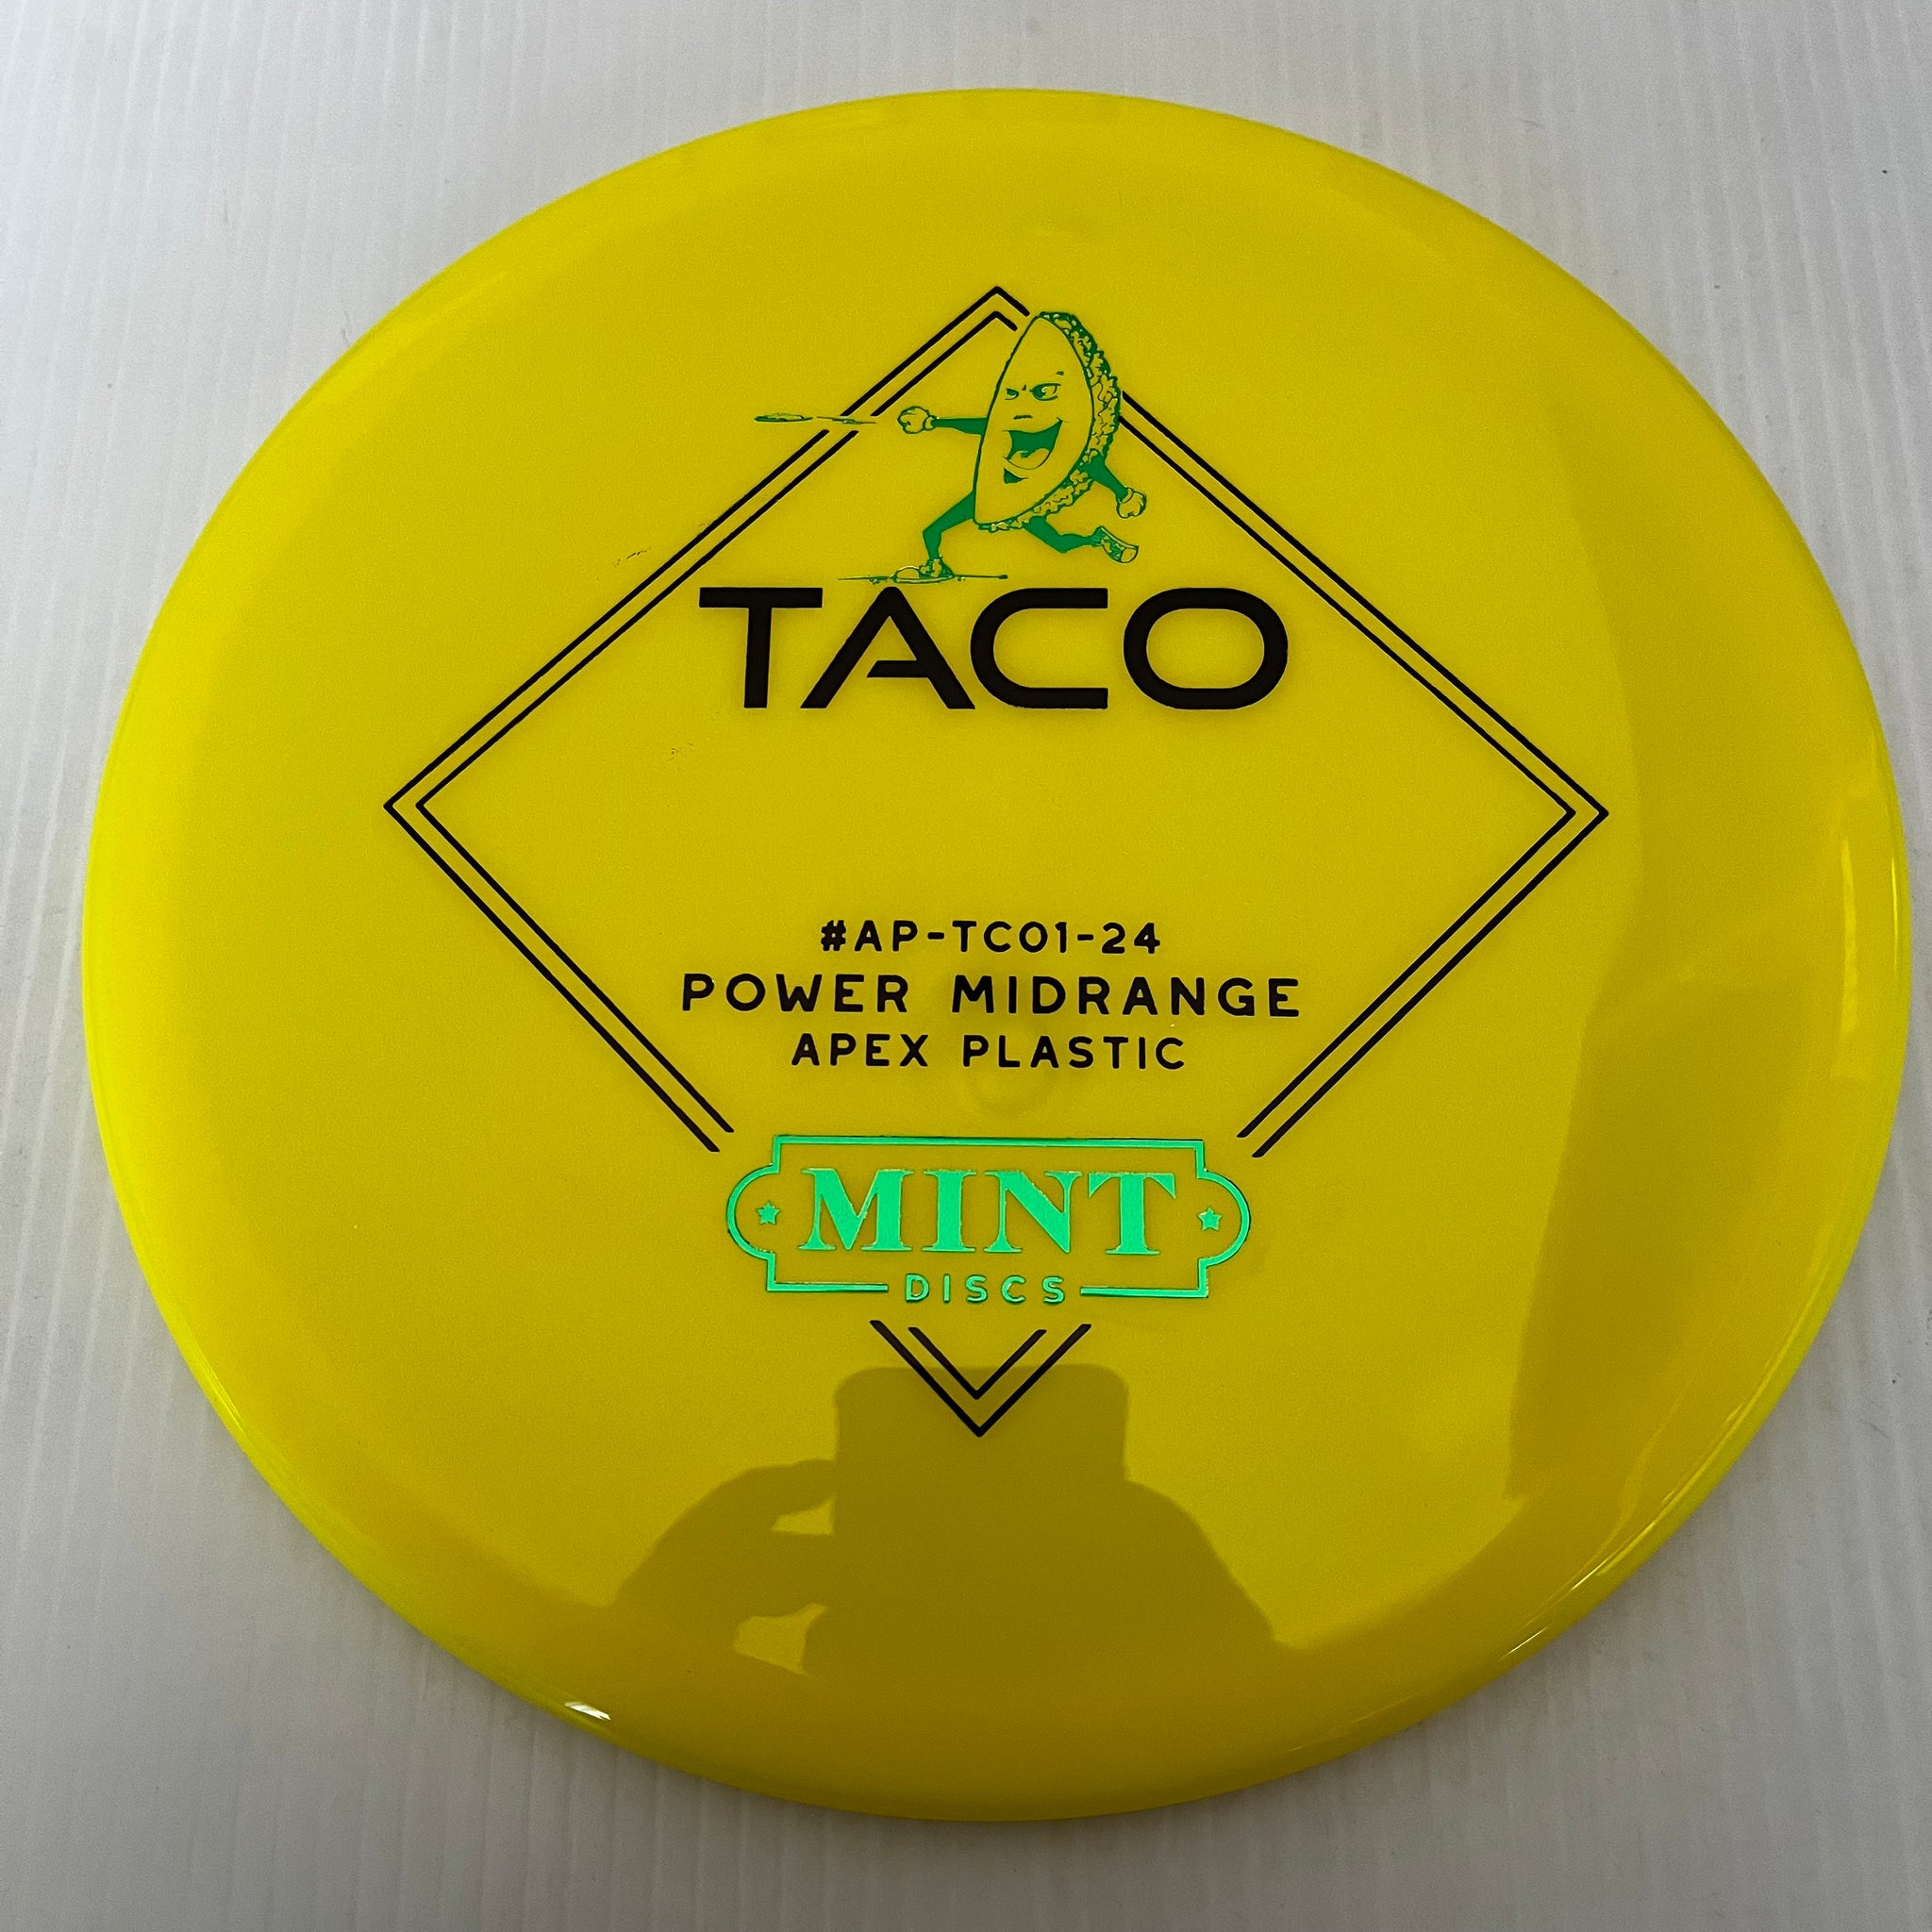 TACO
#AP-TC01-24
POWER MIDRANGE
APEX PLASTIC
MINT
DISCS